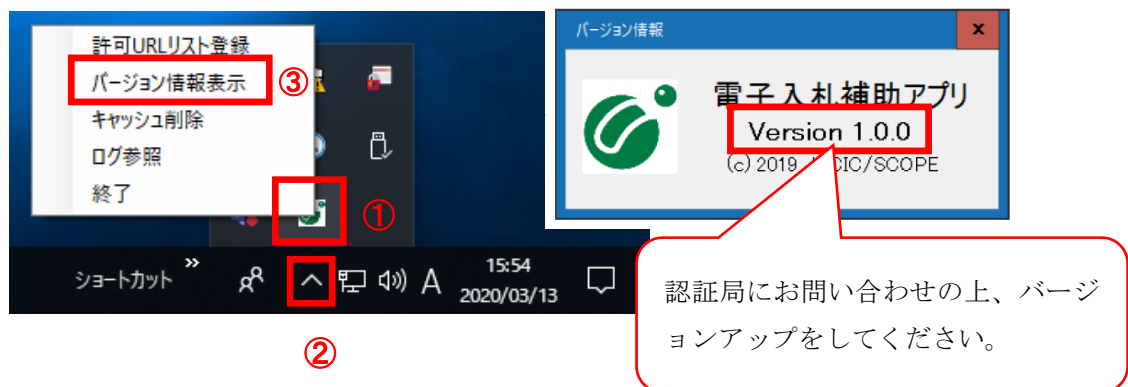 許可URLリスト登録
バージョン情報表示
③
キャッシュ削除
ログ参照
終了
①
ショートカット
»
A
15:54
2020/03/13
②
バージョン情報
x
電子入札補助アプリ
Version 1.0.0
(c) 2019 CIC/SCOPE
認証局にお問い合わせの上、バージ
ョンアップをしてください。